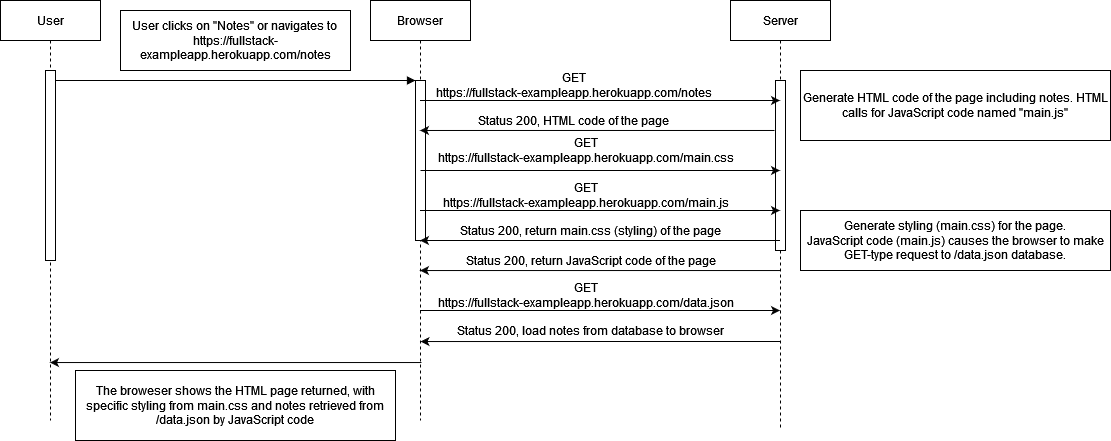 User
Browser
Server
User clicks on "Notes" or navigates to
https://fullstack-
exampleapp.herokuapp.com/notes
GET
https://fullstack-exampleapp.herokuapp.com/notes
Generate HTML code of the page including notes. HTML
calls for JavaScript code named "main.js"
Status 200, HTML code of the page
GET
https://fullstack-exampleapp.herokuapp.com/main.css
GET
https://fullstack-exampleapp.herokuapp.com/main.js
Status 200, return main.css (styling) of the page
Generate styling (main.css) for the page.
JavaScript code (main.js) causes the browser to make
GET-type request to /data.json database.
Status 200, return JavaScript code of the page
GET
https://fullstack-exampleapp.herokuapp.com/data.json
Status 200, load notes from database to browser
The broweser shows the HTML page returned, with
specific styling from main.css and notes retrieved from
/data.json by JavaScript code